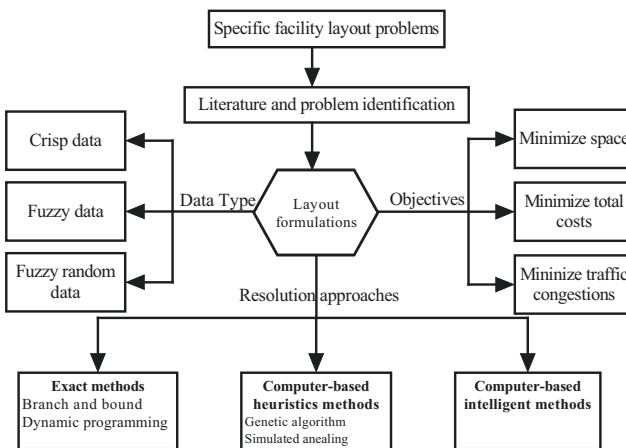 Specific facility layout problems
Literature and problem identification
Crisp data
Fuzzy data
Fuzzy random
data
Data Type
Layout
formulations
Objectives
Minimize space
Minimize total
costs
Mininize traffic
congestions
Resolution approaches
Exact methods
Branch and bound
Dynamic programming
Computer-based
heuristics methods
Genetic algorithm
Simulated anealing
Computer-based
intelligent methods